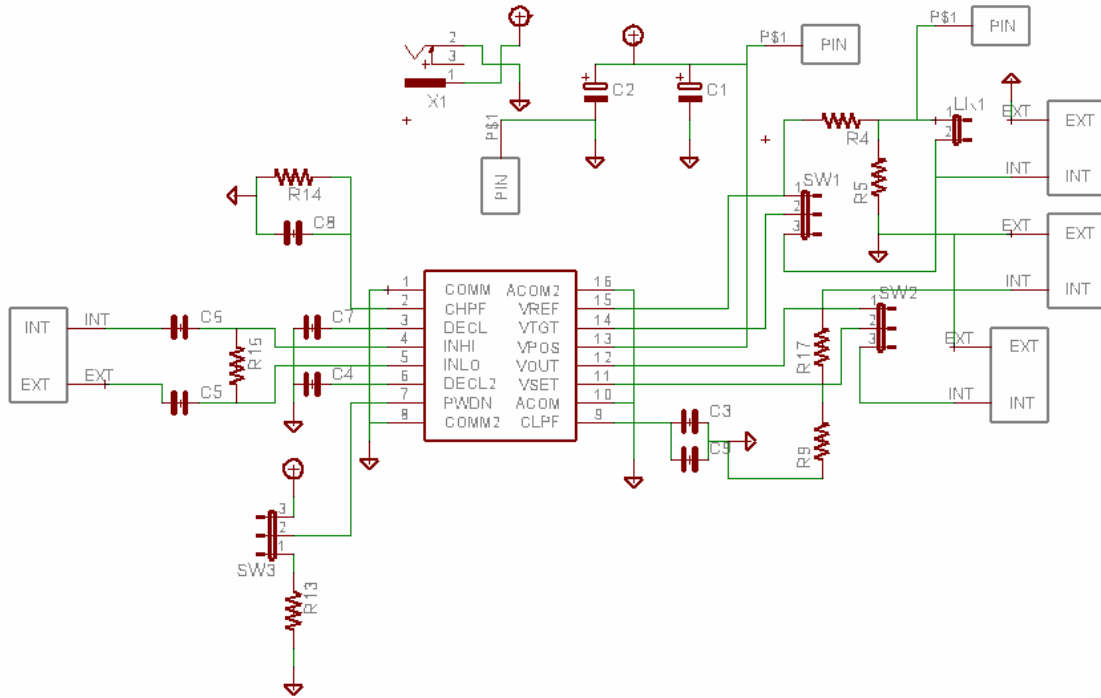 P$1
PIN
2
3
1
X1
C2
C1
P$1
PIN
P$1
PIN
R4
R5
1
2
EXT
EXT
INT
INT
SW1
1
2
3
EXT
EXT
INT
INT
SW2
1
2
3
EXT
EXT
INT
INT
R14
C8
INT
INT
EXT
EXT
C6
C5
R15
C7
C4
1 COMM ACOM2 16
2 CHPF VREF 15
3 DECL VTGT 14
4 INHI VPOS 13
5 INLO VOUT 12
6 DECL2 VSET 11
7 PWDN ACOM 10
8 COMM2 CLPF 9
R17
R9
C3
C9
3
2
1
SW3
R13